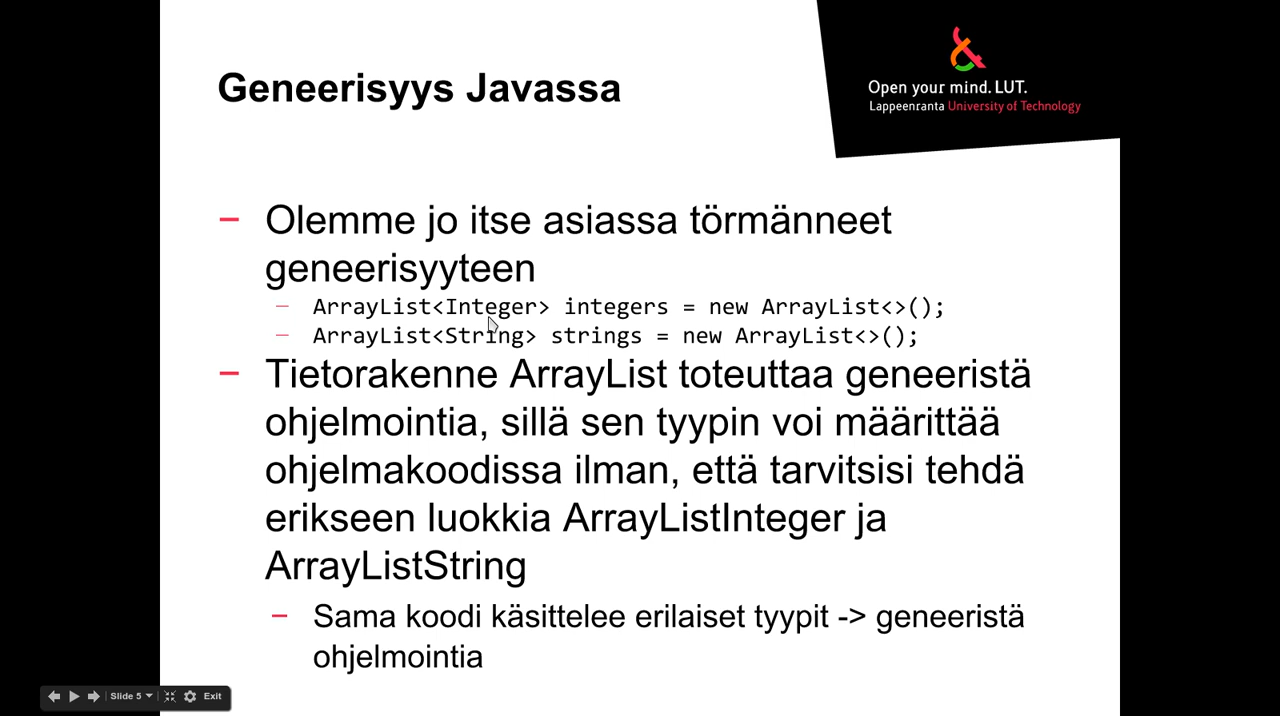 Geneerisyys Javassa
Open your mind. LUT.
Lappeenranta University of Technology
– Olemme jo itse asiassa törmänneet
geneerisyyteen
– ArrayList<Integer> integers = new ArrayList<>();
– ArrayList<String> strings = new ArrayList<>();
– Tietorakenne ArrayList toteuttaa geneeristä
ohjelmointia, sillä sen tyypin voi määrittää
ohjelmakoodissa ilman, että tarvitsisi tehdä
erikseen luokkia ArrayListInteger ja
ArrayListString
– Sama koodi käsittelee erilaiset tyypit -> geneeristä
ohjelmointia
Slide 5 Exit